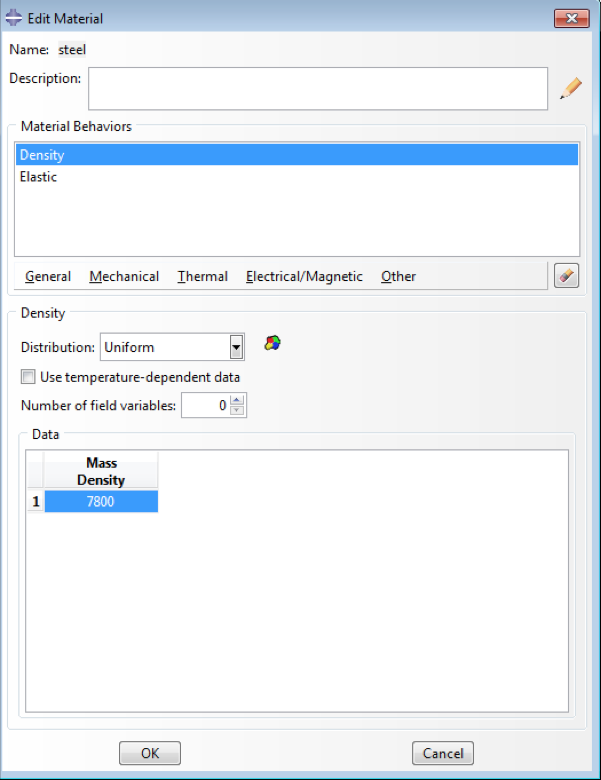 Edit Material
Name: steel
Description:
Material Behaviors
Density
Elastic
General Mechanical Thermal Electrical/Magnetic Other
Density
Distribution: Uniform
Use temperature-dependent data
Number of field variables: 0
Data
Mass
Density
1 7800
OK Cancel